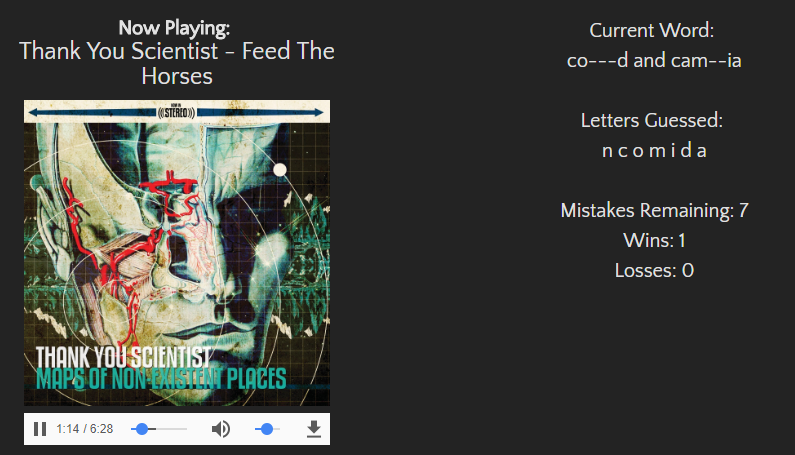 Now Playing:
Thank You Scientist - Feed The
Horses
((STEREO))
THANK YOU SCIENTIST
MAPS OF NON-EXISTENT PLACES
1:14 / 6:28
Current Word:
co---d and cam--ia
Letters Guessed:
n c o m i d a
Mistakes Remaining: 7
Wins: 1
Losses: 0